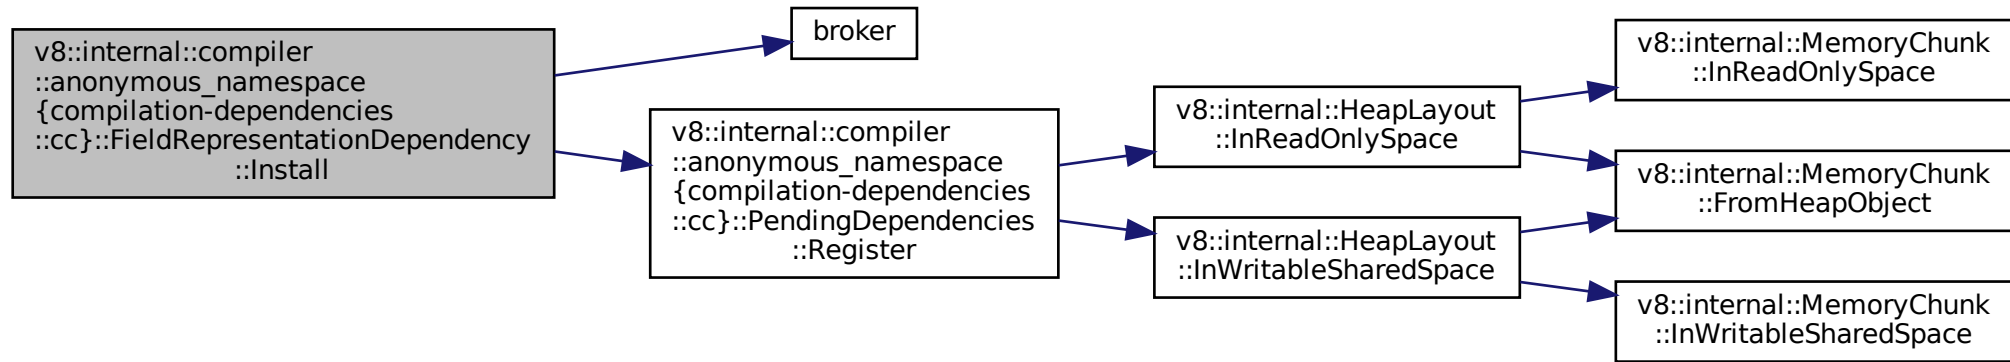 v8::internal::compiler
::anonymous_namespace
{compilation-dependencies
::cc}::FieldRepresentationDependency
::Install
broker
v8::internal::compiler
::anonymous_namespace
{compilation-dependencies
::cc}::PendingDependencies
::Register
v8::internal::HeapLayout
::InReadOnlySpace
v8::internal::HeapLayout
::InWritableSharedSpace
v8::internal::MemoryChunk
::InReadOnlySpace
v8::internal::MemoryChunk
::FromHeapObject
v8::internal::MemoryChunk
::InWritableSharedSpace